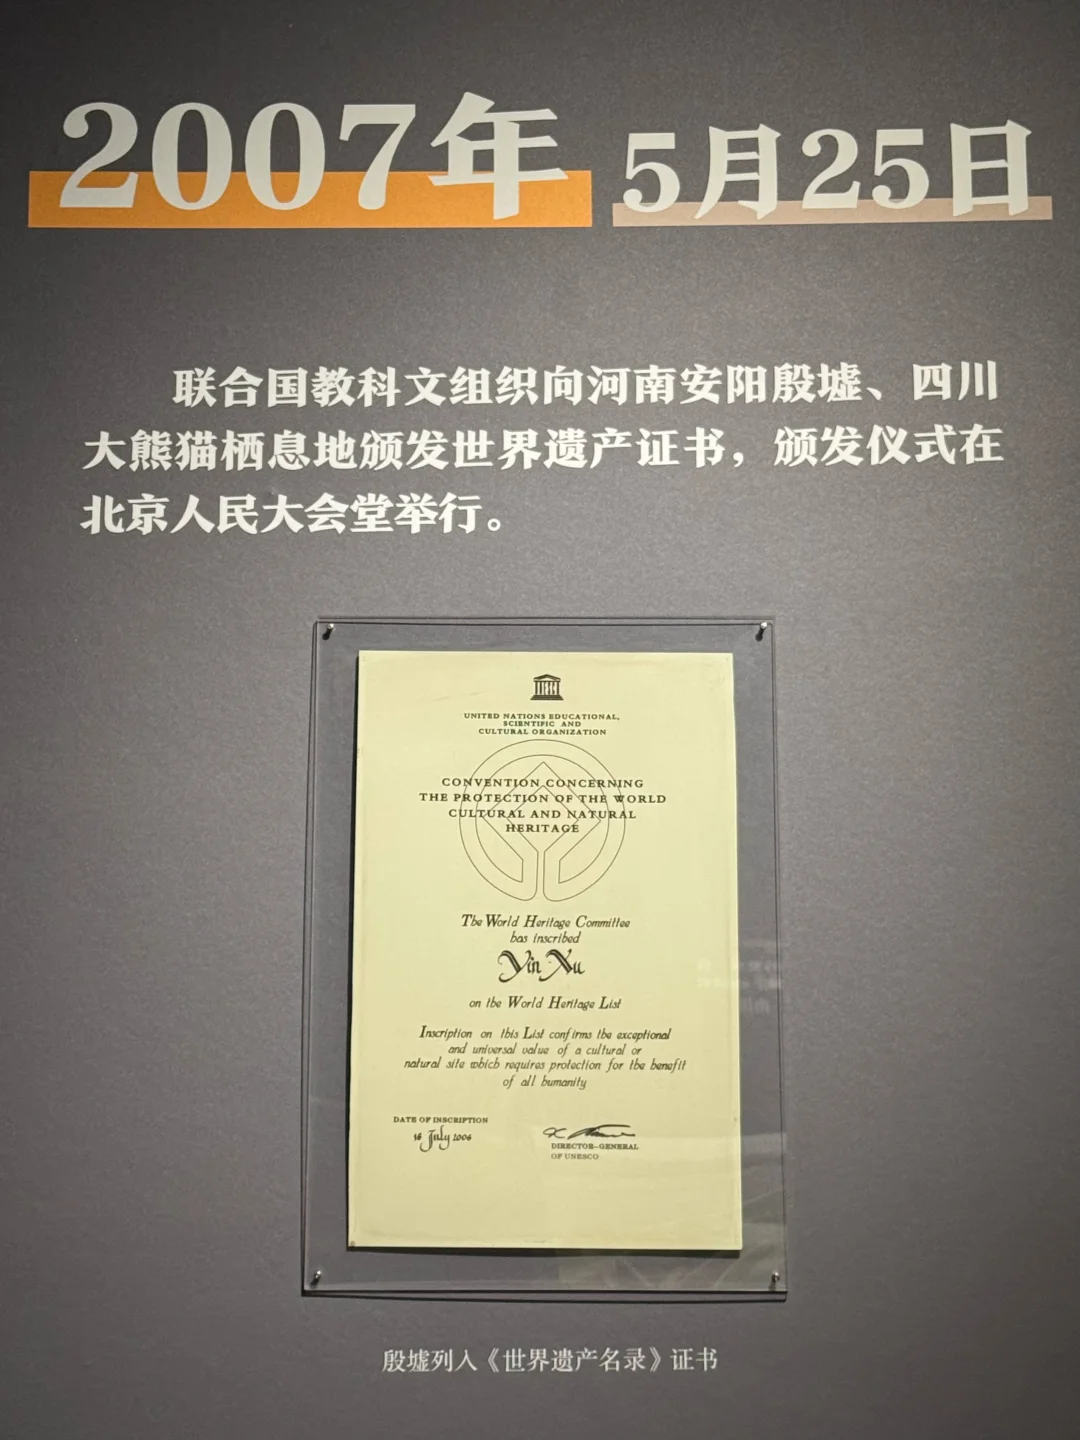 2007年 5月25日
联合国教科文组织向河南安阳殷墟、四川
大熊猫栖息地颁发世界遗产证书，颁发仪式在
北京人民大会堂举行。
UNITED NATIONS EDUCATIONAL,
SCIENTIFIC AND
CULTURAL ORGANIZATION
CONVENTION CONCERNING
THE PROTECTION OF THE WORLD
CULTURAL AND NATURAL
HERITAGE
The World Heritage Committee
has inscribed
Yin Xu
on the World Heritage List
Inscription on this List confirms the exceptional
and universal value of a cultural or
natural site which requires protection for the benefit
of all humanity
DATE OF INSCRIPTION
July 2006
DIRECTOR-GENERAL
OF UNESCO
殷墟列入《世界遗产名录》证书